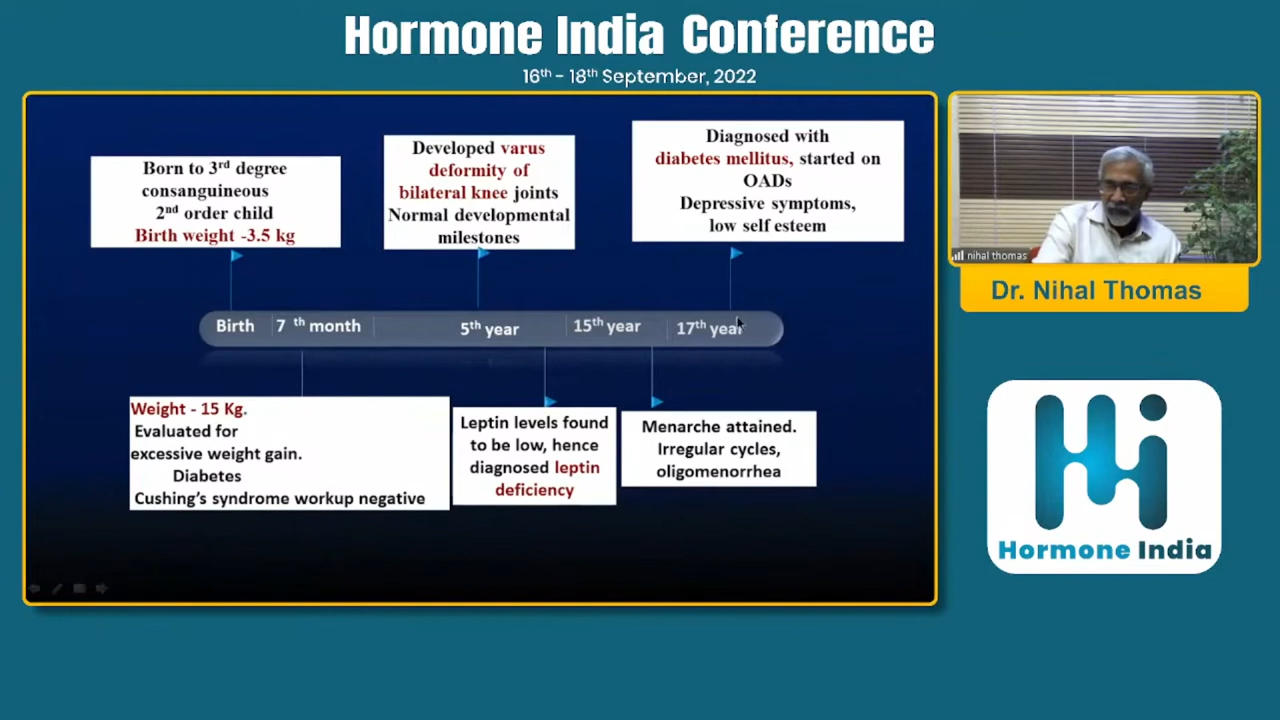 Hormone India Conference
16th - 18th September, 2022
Born to 3rd degree
consanguineous
2nd order child
Birth weight -3.5 kg
Developed varus
deformity of
bilateral knee joints
Normal developmental
milestones
Diagnosed with
diabetes mellitus, started on
OADs
Depressive symptoms,
low self esteem
Birth
7 th month
5th year
15th year
17th year
Weight - 15 Kg.
Evaluated for
excessive weight gain.
Diabetes
Cushing's syndrome workup negative
Leptin levels found
to be low, hence
diagnosed leptin
deficiency
Menarche attained.
Irregular cycles,
oligomenorrhea
nihal thomas
Dr. Nihal Thomas
Hi
Hormone India